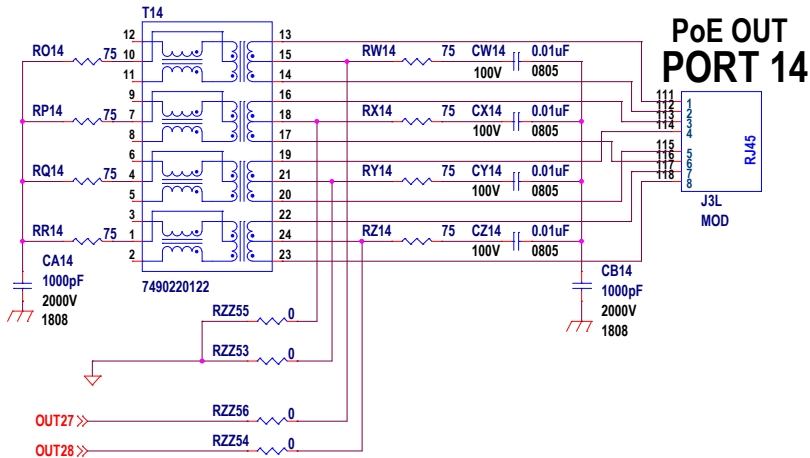 T14
PoE OUT
PORT 14
12 13
RO14 75 10 15 RW14 75 CW14 0.01uF
11 14 100V 0805
9 16
RP14 75 7 18 RX14 75 CX14 0.01uF
8 17 100V 0805
6 19
RQ14 75 4 21 RY14 75 CY14 0.01uF
5 20 100V 0805
3 22
RR14 75 1 24 RZ14 75 CZ14 0.01uF
2 23 100V 0805
111 1
112 2
113 3
114 4
115 5
116 6
117 7
118 8
RJ45
J3L
MOD
CA14
1000pF
2000V
1808
7490220122
CB14
1000pF
2000V
1808
RZZ55 0
RZZ53 0
OUT27 RZZ56 0
OUT28 RZZ54 0